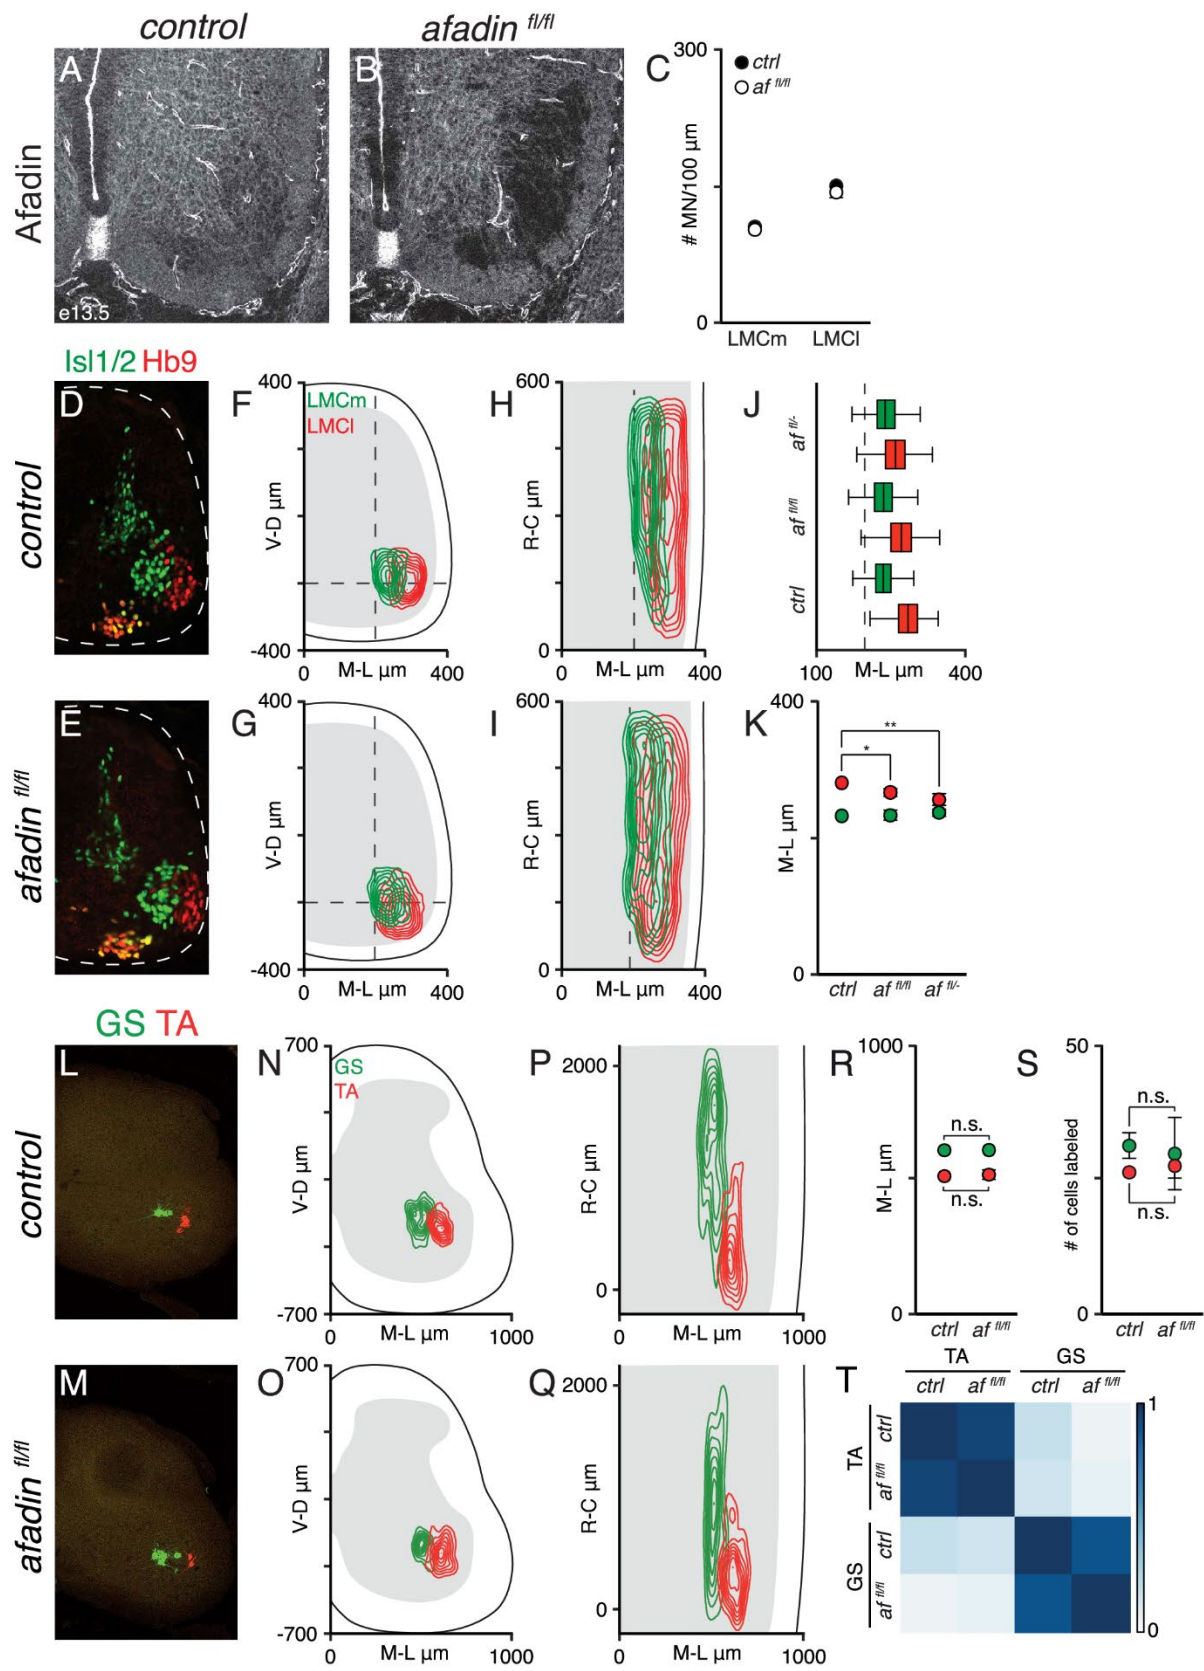 control
afadin fl/fl
Afadin
A
e13.5
B
C
300
ctrl
af fl/fl
# MN/100 µm
0
LMCm LMCl
Isl1/2 Hb9
control
D
F
400
LMCm
LMCl
V-D µm
-400
0 M-L µm 400
H
600
R-C µm
0
0 400
J
af fl/-
af fl/fl
ctrl
100 M-L µm 400
afadin fl/fl
E
G
400
V-D µm
-400
0 M-L µm 400
I
600
R-C µm
0
0 400
K
400
**
*
M-L µm
0
ctrl af fl/fl af fl/-
GS TA
control
L
N
700
GS
TA
V-D µm
-700
0 M-L µm 1000
P
2000
R-C µm
0
0 M-L µm 1000
R
1000
n.s.
n.s.
M-L µm
0
ctrl af fl/fl
S
50
n.s.
n.s.
# of cells labeled
0
ctrl af fl/fl
afadin fl/fl
M
O
700
V-D µm
-700
0 M-L µm 1000
Q
2000
R-C µm
0
0 M-L µm 1000
T
TA GS
ctrl af fl/fl ctrl af fl/fl
TA
ctrl
af fl/fl
GS
ctrl
af fl/fl
1
0